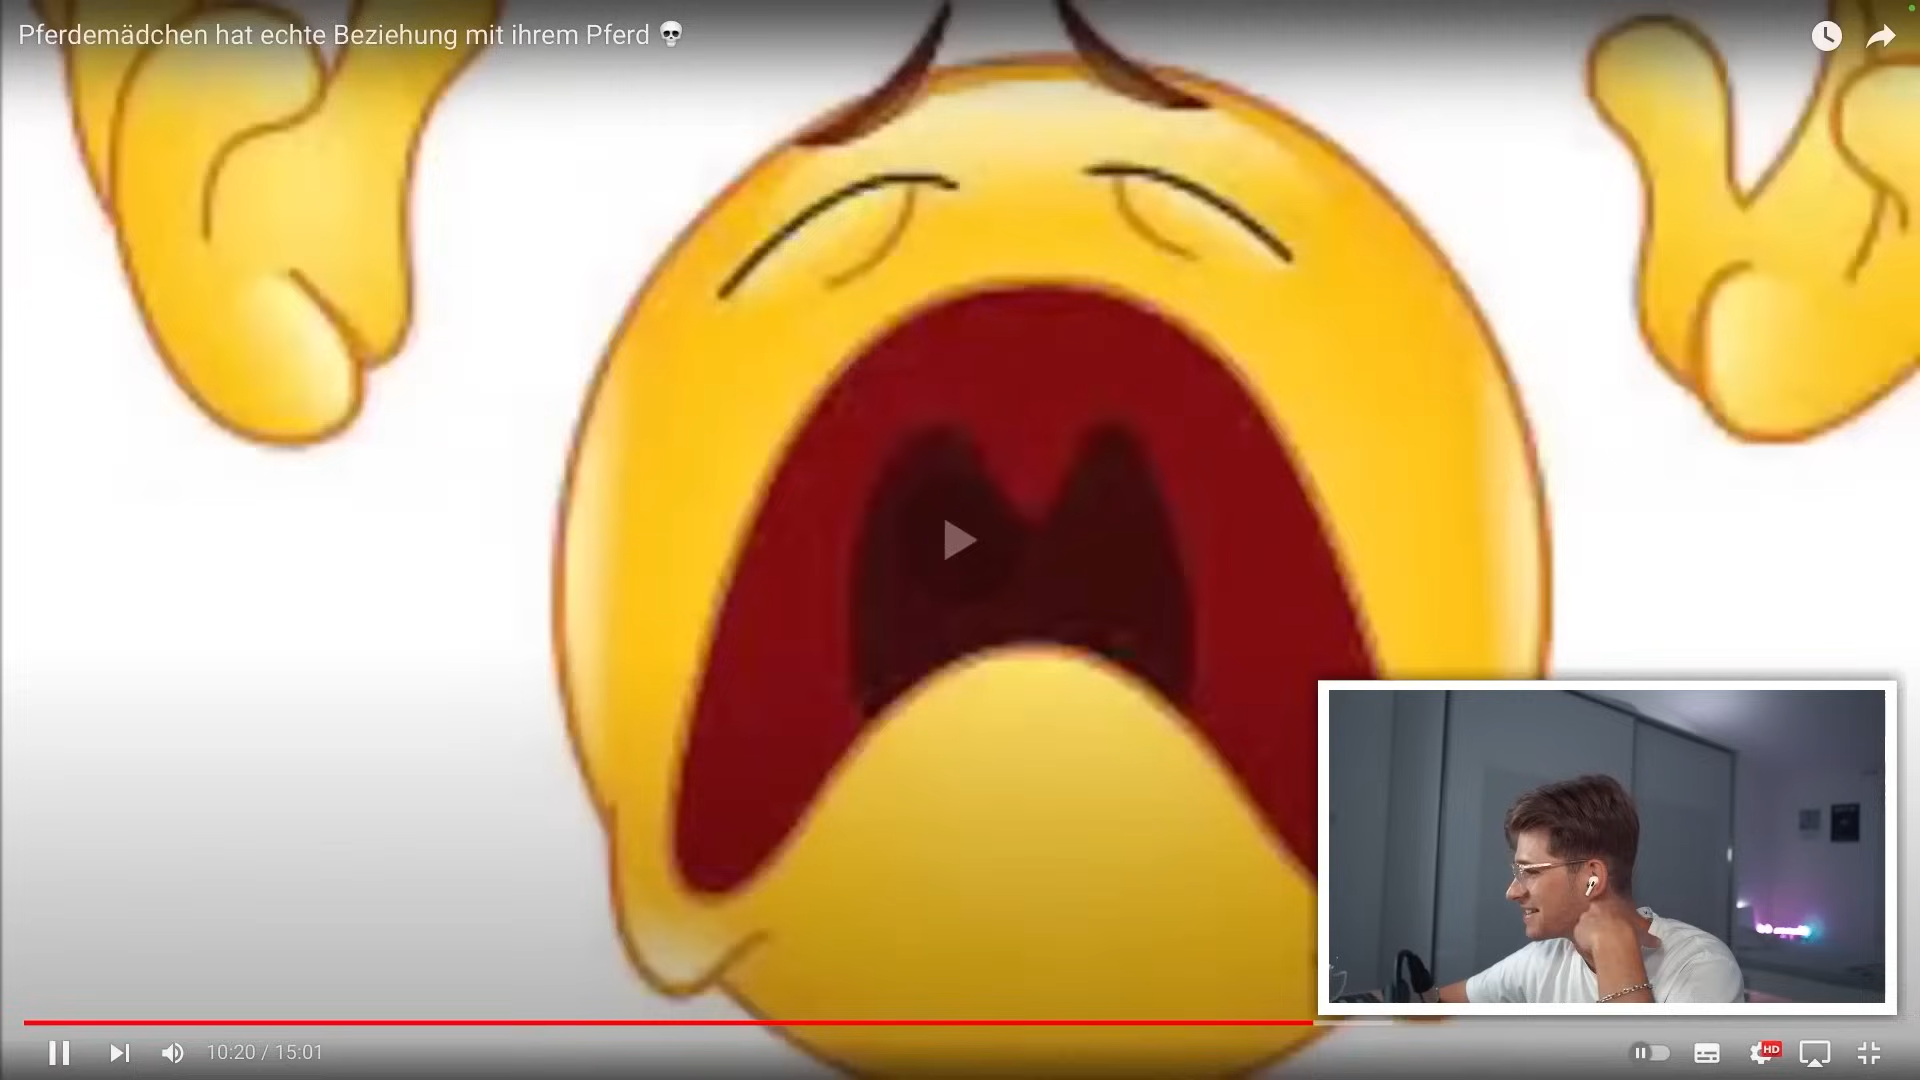 Pferdemädchen hat echte Beziehung mit ihrem Pferd 💀
10:20 / 15:01
HD